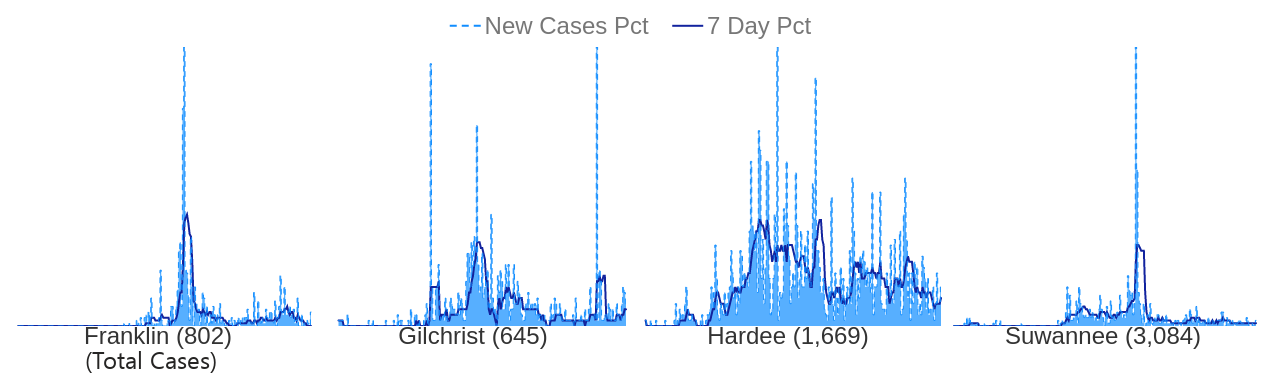 New Cases Pct 7 Day Pct
Franklin (802) Gilchrist (645) Hardee (1,669) Suwannee (3,084)
(Total Cases)